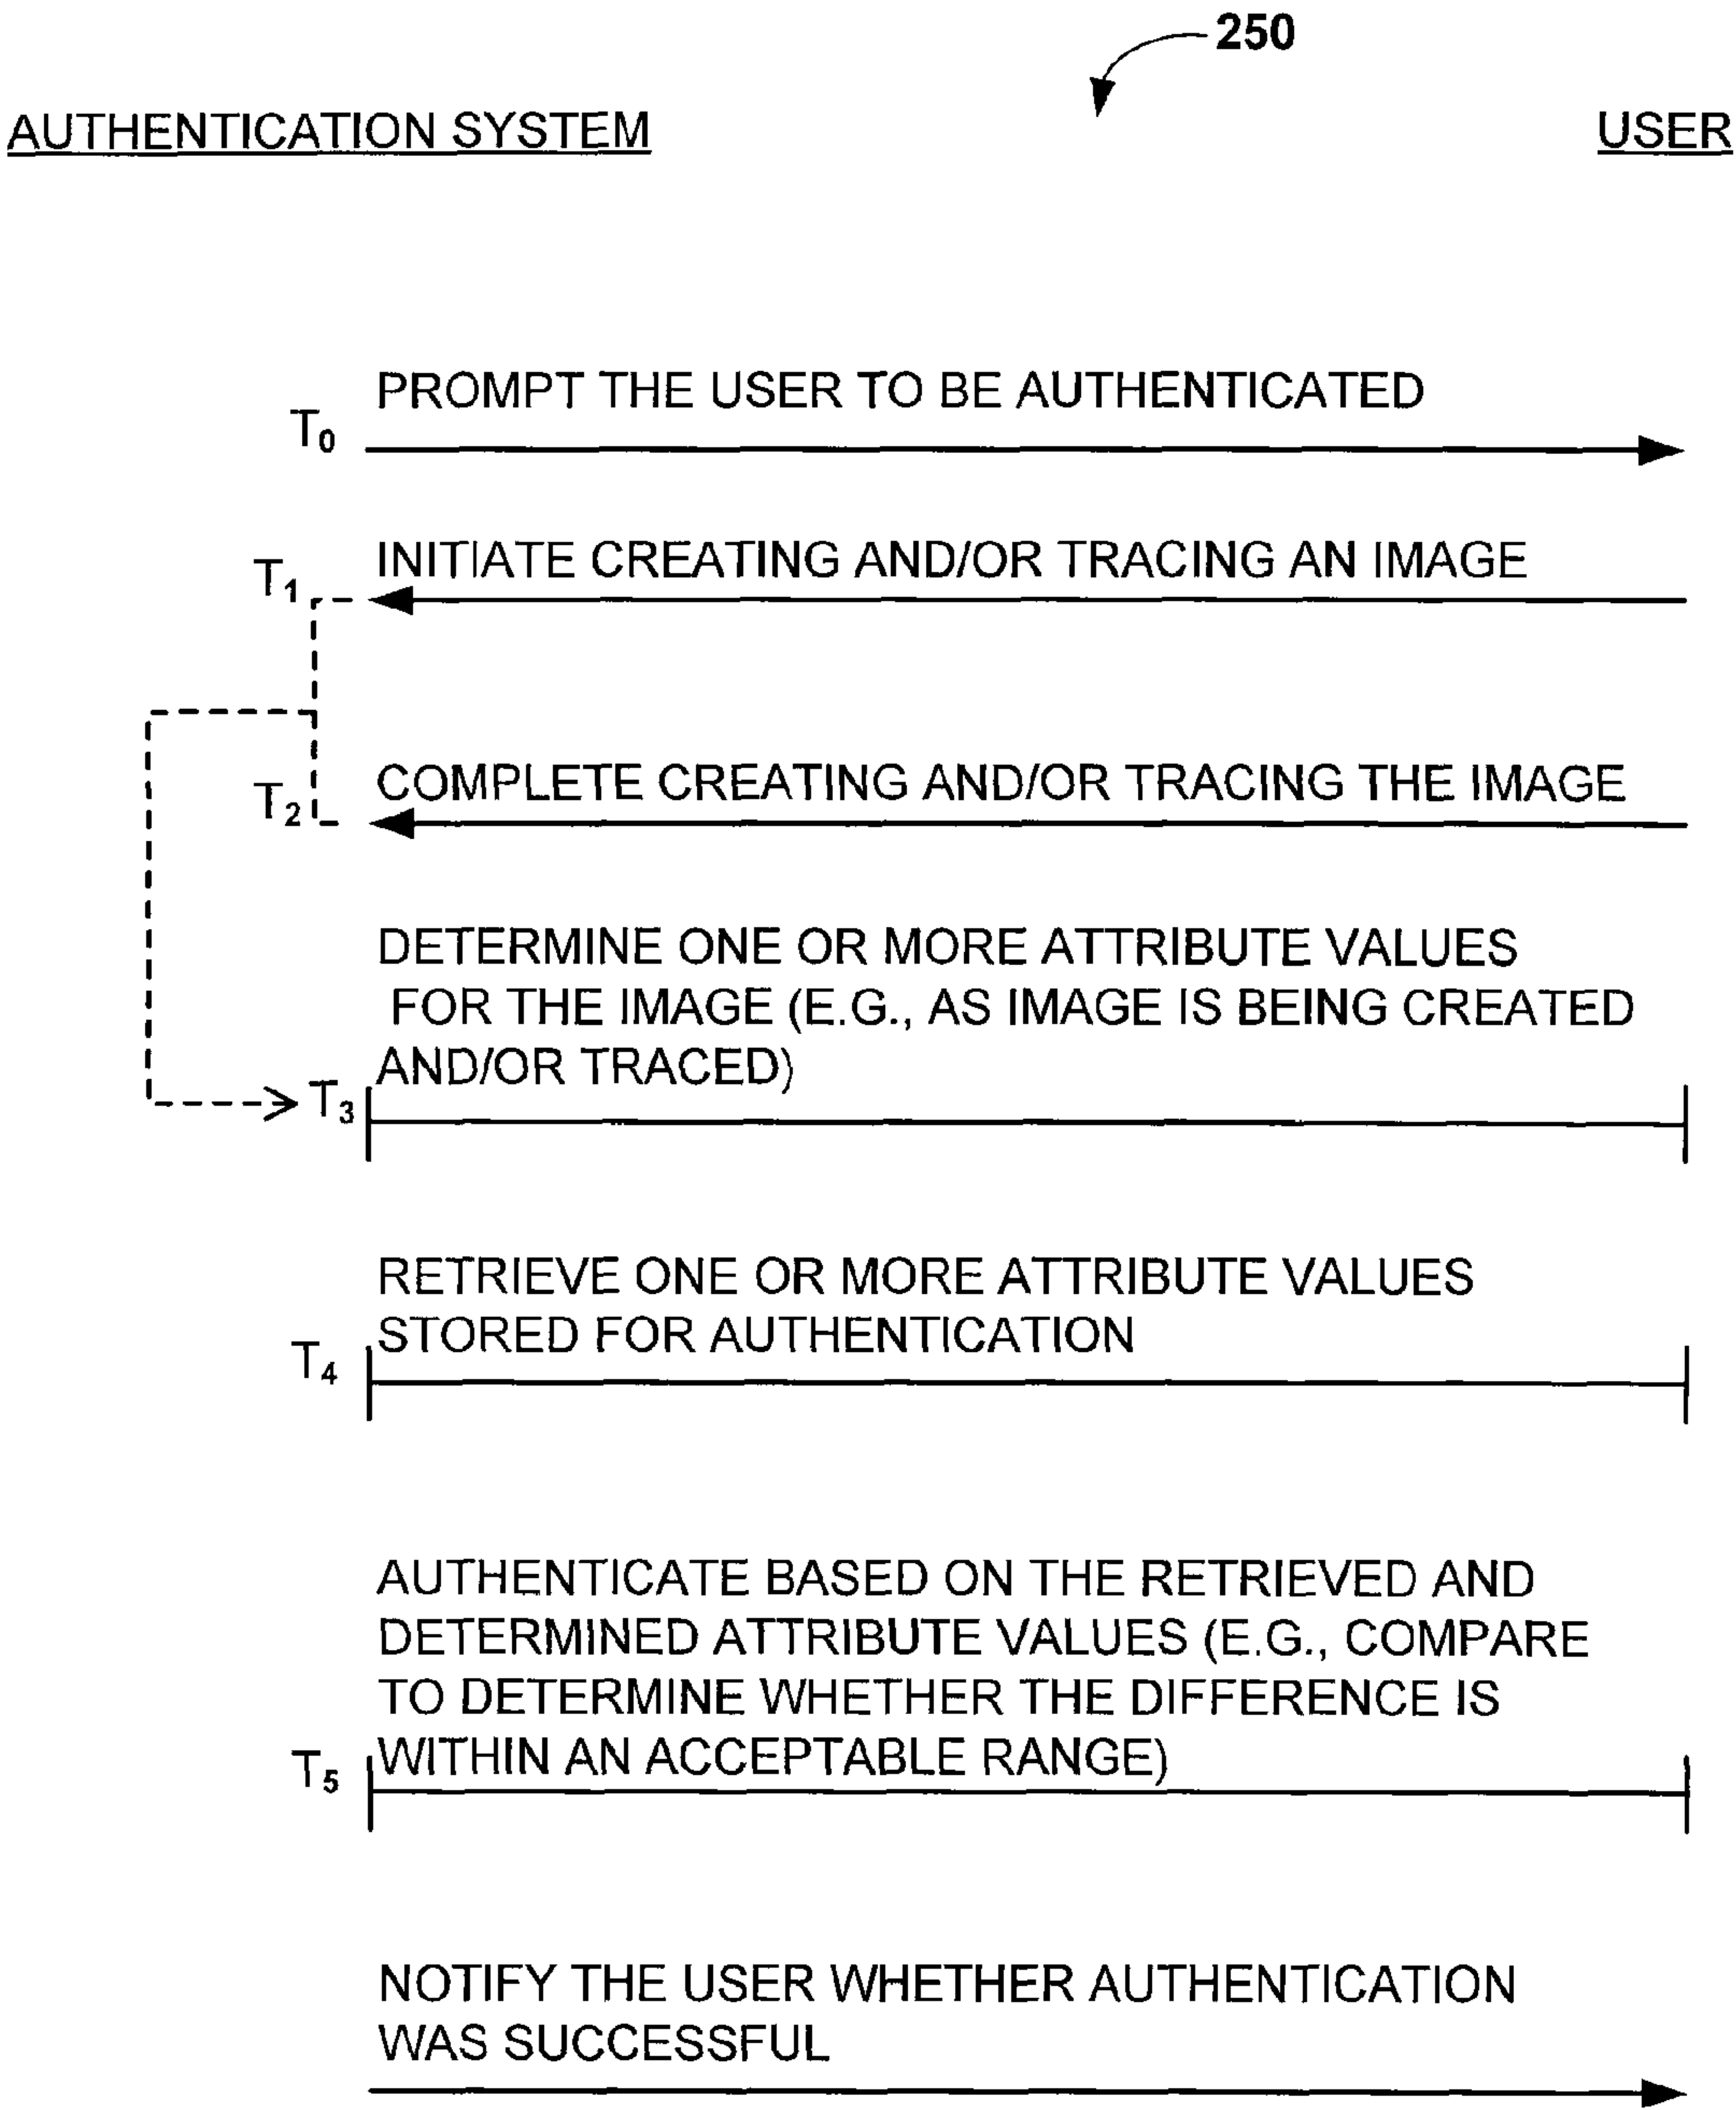 250
AUTHENTICATION SYSTEM
USER
PROMPT THE USER TO BE AUTHENTICATED
T0
INITIATE CREATING AND/OR TRACING AN IMAGE
T1
COMPLETE CREATING AND/OR TRACING THE IMAGE
T2
DETERMINE ONE OR MORE ATTRIBUTE VALUES
FOR THE IMAGE (E.G., AS IMAGE IS BEING CREATED
AND/OR TRACED)
T3
RETRIEVE ONE OR MORE ATTRIBUTE VALUES
STORED FOR AUTHENTICATION
T4
AUTHENTICATE BASED ON THE RETRIEVED AND
DETERMINED ATTRIBUTE VALUES (E.G., COMPARE
TO DETERMINE WHETHER THE DIFFERENCE IS
WITHIN AN ACCEPTABLE RANGE)
T5
NOTIFY THE USER WHETHER AUTHENTICATION
WAS SUCCESSFUL